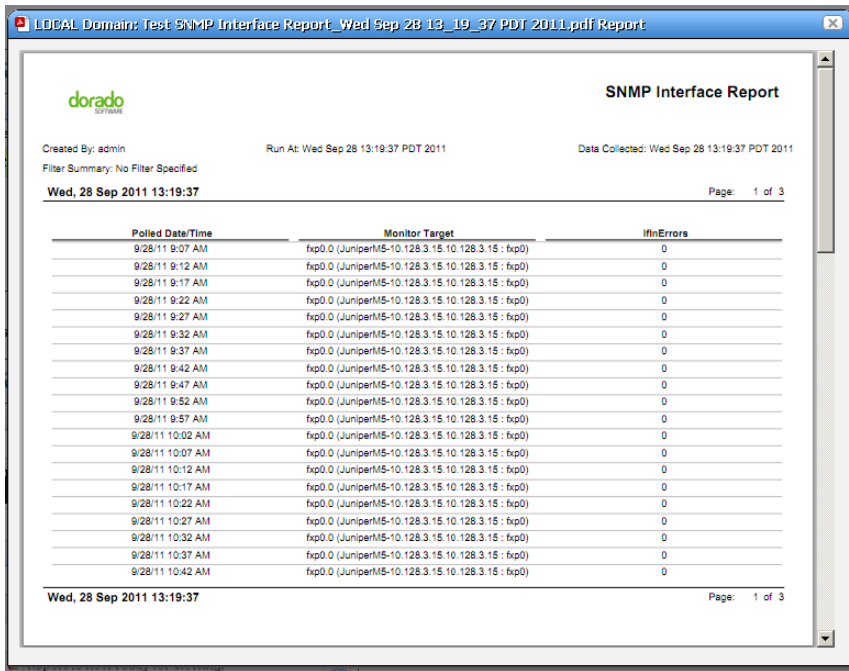 LOCAL Domain: Test SNMP Interface Report_Wed Sep 28 13_19_37 PDT 2011.pdf Report
dorado
SOFTWARE
SNMP Interface Report
Created By: admin Run At: Wed Sep 28 13:19:37 PDT 2011 Data Collected: Wed Sep 28 13:19:37 PDT 2011
Filter Summary: No Filter Specified
Wed, 28 Sep 2011 13:19:37 Page: 1 of 3
Polled Date/Time Monitor Target IfInErrors
9/28/11 9:07 AM fxp0.0 (JuniperM5-10.128.3.15.10.128.3.15 : fxp0) 0
9/28/11 9:12 AM fxp0.0 (JuniperM5-10.128.3.15.10.128.3.15 : fxp0) 0
9/28/11 9:17 AM fxp0.0 (JuniperM5-10.128.3.15.10.128.3.15 : fxp0) 0
9/28/11 9:22 AM fxp0.0 (JuniperM5-10.128.3.15.10.128.3.15 : fxp0) 0
9/28/11 9:27 AM fxp0.0 (JuniperM5-10.128.3.15.10.128.3.15 : fxp0) 0
9/28/11 9:32 AM fxp0.0 (JuniperM5-10.128.3.15.10.128.3.15 : fxp0) 0
9/28/11 9:37 AM fxp0.0 (JuniperM5-10.128.3.15.10.128.3.15 : fxp0) 0
9/28/11 9:42 AM fxp0.0 (JuniperM5-10.128.3.15.10.128.3.15 : fxp0) 0
9/28/11 9:47 AM fxp0.0 (JuniperM5-10.128.3.15.10.128.3.15 : fxp0) 0
9/28/11 9:52 AM fxp0.0 (JuniperM5-10.128.3.15.10.128.3.15 : fxp0) 0
9/28/11 9:57 AM fxp0.0 (JuniperM5-10.128.3.15.10.128.3.15 : fxp0) 0
9/28/11 10:02 AM fxp0.0 (JuniperM5-10.128.3.15.10.128.3.15 : fxp0) 0
9/28/11 10:07 AM fxp0.0 (JuniperM5-10.128.3.15.10.128.3.15 : fxp0) 0
9/28/11 10:12 AM fxp0.0 (JuniperM5-10.128.3.15.10.128.3.15 : fxp0) 0
9/28/11 10:17 AM fxp0.0 (JuniperM5-10.128.3.15.10.128.3.15 : fxp0) 0
9/28/11 10:22 AM fxp0.0 (JuniperM5-10.128.3.15.10.128.3.15 : fxp0) 0
9/28/11 10:27 AM fxp0.0 (JuniperM5-10.128.3.15.10.128.3.15 : fxp0) 0
9/28/11 10:32 AM fxp0.0 (JuniperM5-10.128.3.15.10.128.3.15 : fxp0) 0
9/28/11 10:37 AM fxp0.0 (JuniperM5-10.128.3.15.10.128.3.15 : fxp0) 0
9/28/11 10:42 AM fxp0.0 (JuniperM5-10.128.3.15.10.128.3.15 : fxp0) 0
Wed, 28 Sep 2011 13:19:37 Page: 1 of 3